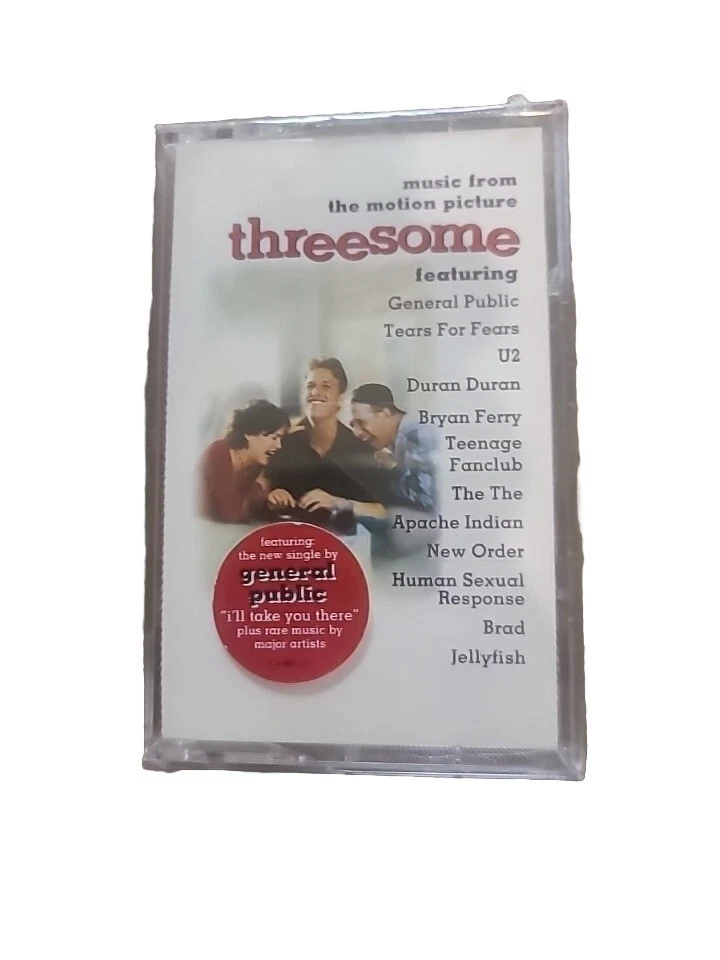 music from
the motion picture
threesome
featuring
General Public
Tears For Fears
U2
Duran Duran
Bryan Ferry
Teenage
Fanclub
The The
Apache Indian
New Order
Human Sexual
Response
Brad
Jellyfish
featuring:
the new single by
general
public
"i'll take you there"
plus rare music by
major artists